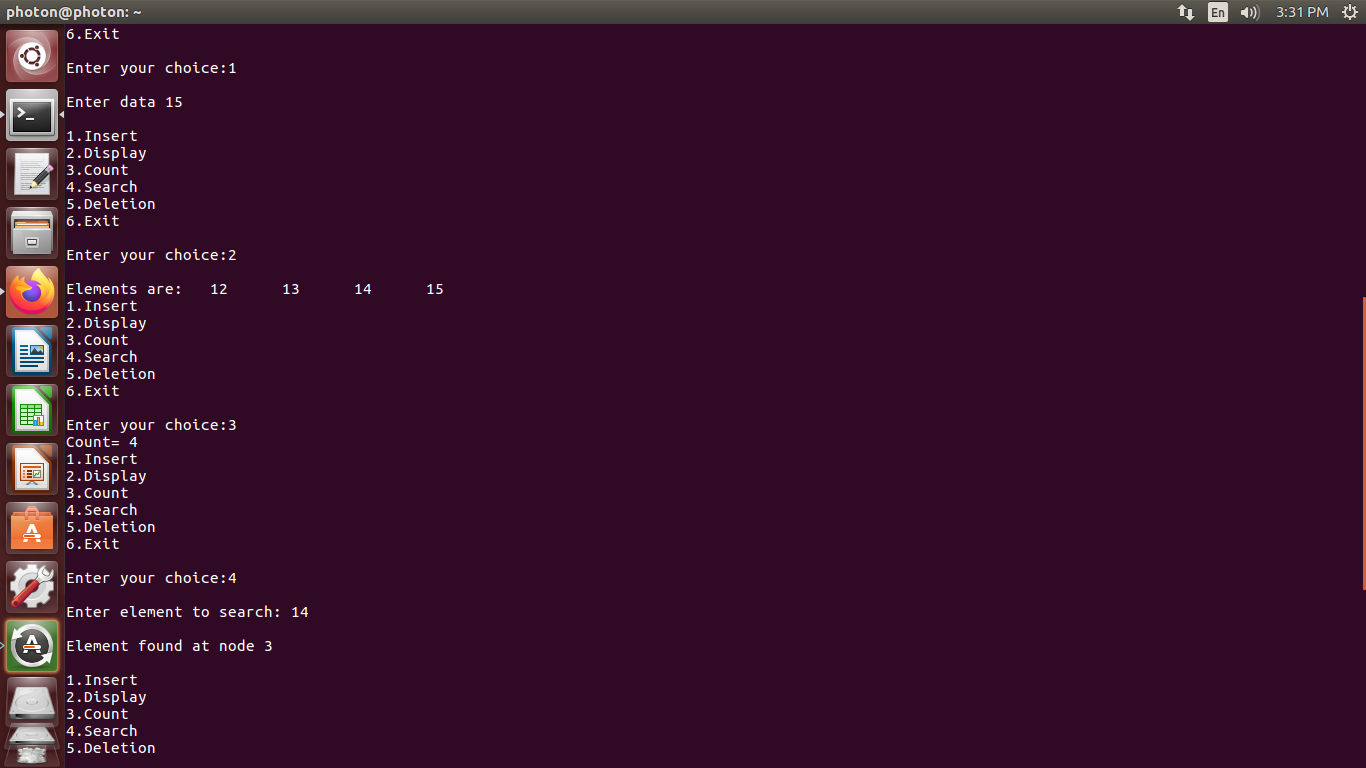 photon@photon: ~
En
3:31 PM
6.Exit
Enter your choice:1
Enter data 15
1.Insert
2.Display
3.Count
4.Search
5.Deletion
6.Exit
Enter your choice:2
Elements are:   12      13      14      15
1.Insert
2.Display
3.Count
4.Search
5.Deletion
6.Exit
Enter your choice:3
Count= 4
1.Insert
2.Display
3.Count
4.Search
5.Deletion
6.Exit
Enter your choice:4
Enter element to search: 14
Element found at node 3
1.Insert
2.Display
3.Count
4.Search
5.Deletion